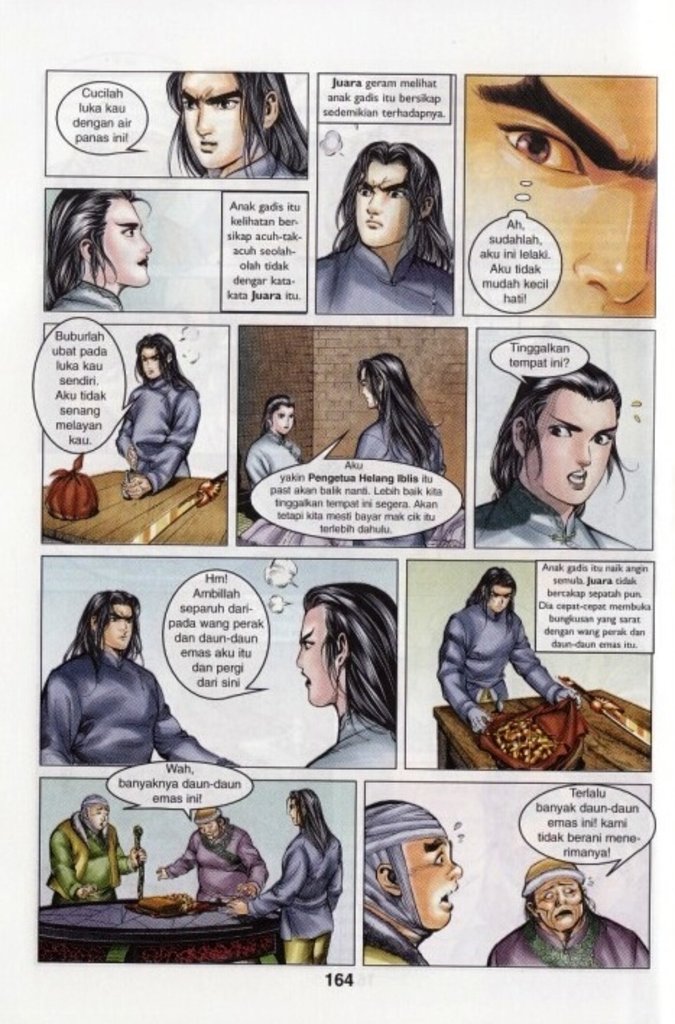 Cucilah
luka kau
dengan air
panas ini!
Anak gadis itu
kelihatan ber-
sikap acuh-tak-
acuh seolah-
olah tidak
dengar kata-
kata Juara itu.
Juara geram melihat
anak gadis itu bersikap
sedemikian terhadapnya.
Ah,
sudahlah,
aku ini lelaki.
Aku tidak
mudah kecil
hati!
Buburlah
ubat pada
luka kau
sendiri.
Aku tidak
senang
melayan
kau.
Aku
yakin Pengetua Helang Iblis itu
past akan balik nanti. Lebih baik kita
tinggalkan tempat ini segera. Akan
tetapi kita mesti bayar mak cik itu
terlebih dahulu.
Tinggalkan
tempat ini?
Hm!
Ambillah
separuh dari-
pada wang perak
dan daun-daun
emas aku itu
dan pergi
dari sini
Anak gadis itu naik angin
semula. Juara tidak
bercakap sepatah pun.
Dia cepat-cepat membuka
bungkusan yang sarat
dengan wang perak dan
daun-daun emas itu.
Wah,
banyaknya daun-daun
emas ini!
Terlalu
banyak daun-daun
emas ini! kami
tidak berani mene-
rimanya!
164